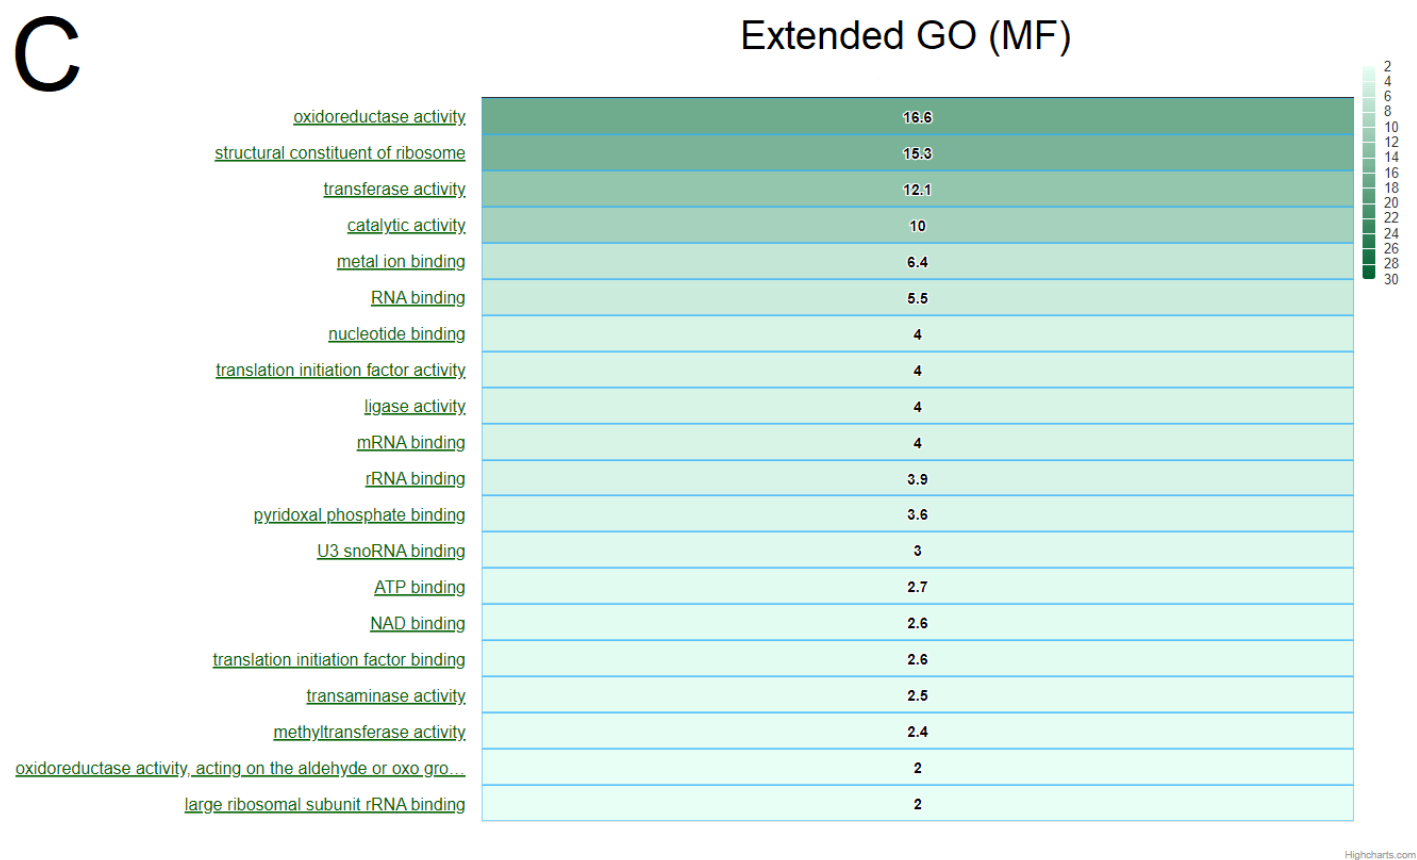 C
Extended GO (MF)
2
4
6
8
10
12
14
16
18
20
22
24
26
28
30
oxidoreductase activity 16.6
structural constituent of ribosome 15.3
transferase activity 12.1
catalytic activity 10
metal ion binding 6.4
RNA binding 5.5
nucleotide binding 4
translation initiation factor activity 4
ligase activity 4
mRNA binding 4
rRNA binding 3.9
pyridoxal phosphate binding 3.6
U3 snoRNA binding 3
ATP binding 2.7
NAD binding 2.6
translation initiation factor binding 2.6
transaminase activity 2.5
methyltransferase activity 2.4
oxidoreductase activity, acting on the aldehyde or oxo gro... 2
large ribosomal subunit rRNA binding 2
Highcharts.com